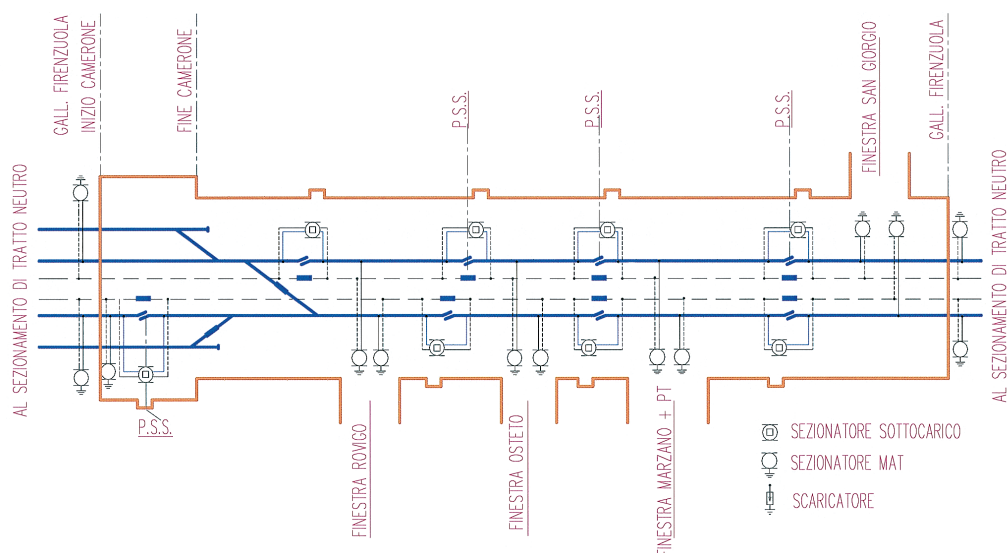 GALL. FIRENZUOLA
INIZIO CAMERONE
FINE CAMERONE
P.S.S.
P.S.S.
P.S.S.
FINESTRA SAN GIORGIO
GALL. FIRENZUOLA
AL SEZIONAMENTO DI TRATTO NEUTRO
AL SEZIONAMENTO DI TRATTO NEUTRO
P.S.S.
FINESTRA ROVIGO
FINESTRA OSTETO
FINESTRA MARZANO + PT
SEZIONATORE SOTTOCARICO
SEZIONATORE MAT
SCARICATORE